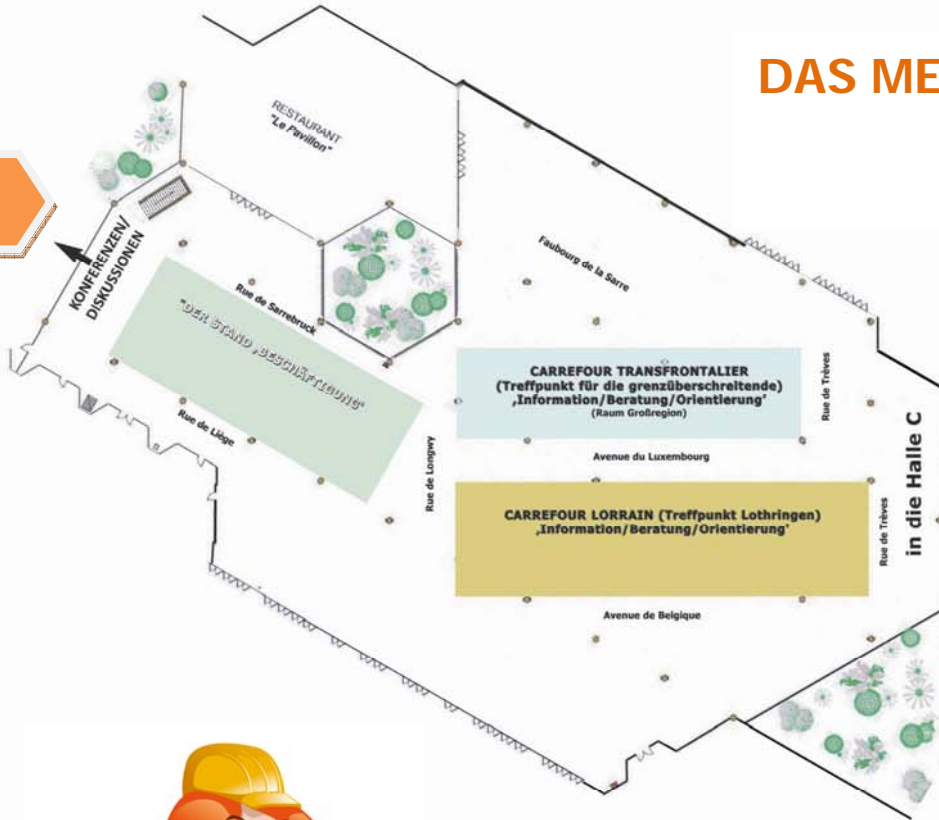 DAS ME
RESTAURANT
"Le Pavillon"
KONFERENZEN/
DISKUSSIONEN
Faubourg de la Sarre
Rue de Sarrebruck
"DER STAND ‚BESCHÄFTIGUNG'"
Rue de Liège
Rue de Longwy
CARREFOUR TRANSFRONTALIER
(Treffpunkt für die grenzüberschreitende)
‚Information/Beratung/Orientierung'
(Raum Großregion)
Rue de Trèves
Avenue du Luxembourg
CARREFOUR LORRAIN (Treffpunkt Lothringen)
‚Information/Beratung/Orientierung'
Rue de Trèves
in die Halle C
Avenue de Belgique